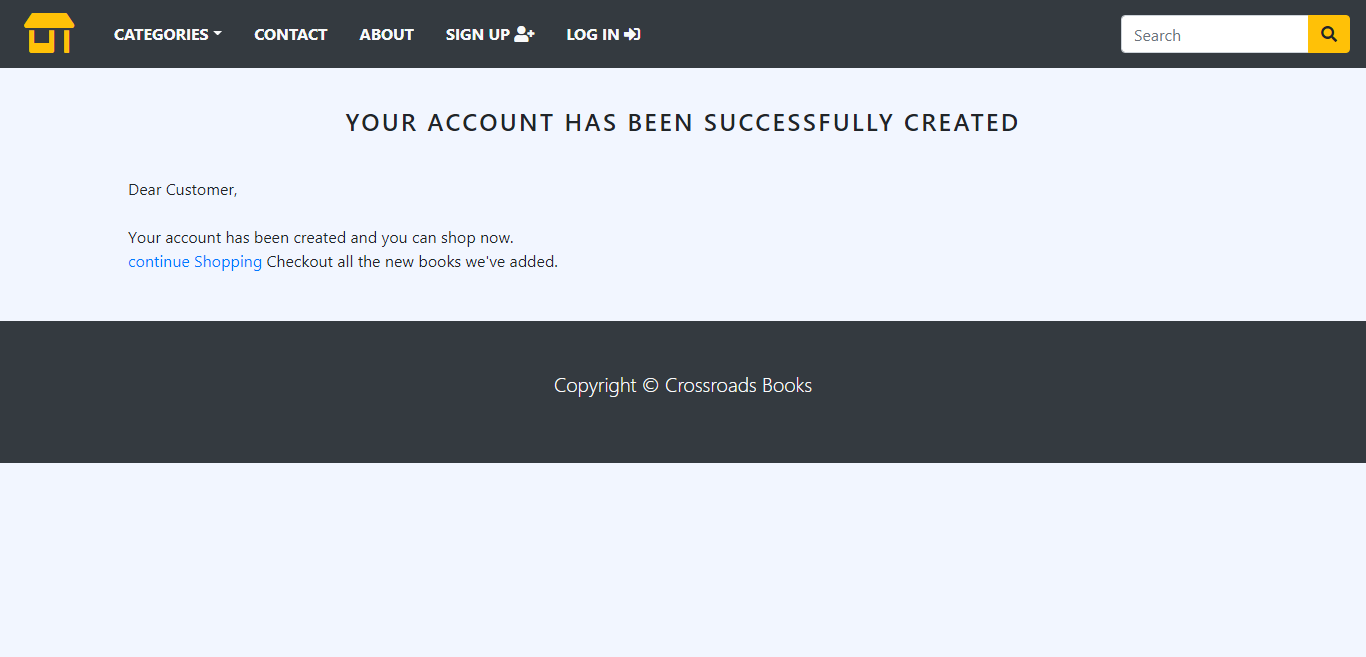 CATEGORIES CONTACT ABOUT SIGN UP LOG IN Search
YOUR ACCOUNT HAS BEEN SUCCESSFULLY CREATED
Dear Customer,
Your account has been created and you can shop now.
continue Shopping Checkout all the new books we've added.
Copyright © Crossroads Books